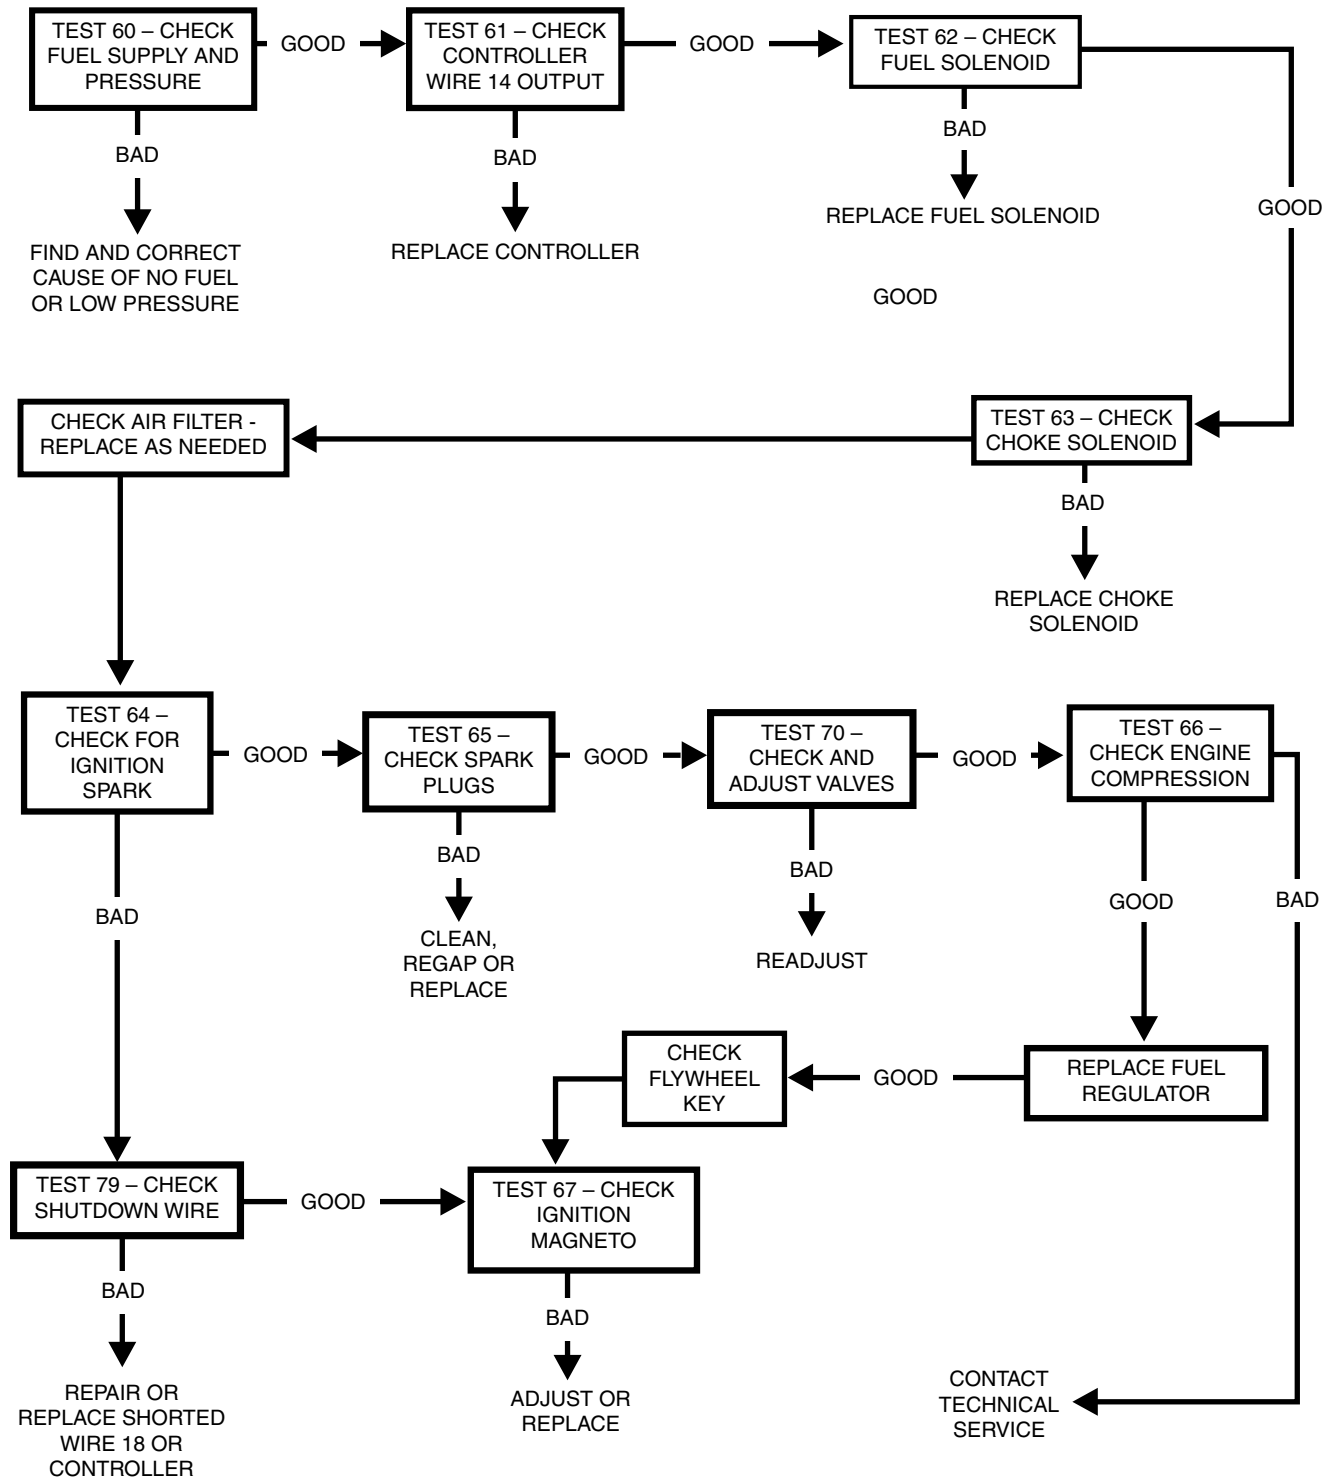 TEST 60 – CHECK
FUEL SUPPLY AND
PRESSURE
GOOD
TEST 61 – CHECK
CONTROLLER
WIRE 14 OUTPUT
GOOD
TEST 62 – CHECK
FUEL SOLENOID
BAD
BAD
BAD
GOOD
FIND AND CORRECT
CAUSE OF NO FUEL
OR LOW PRESSURE
REPLACE CONTROLLER
REPLACE FUEL SOLENOID
GOOD
CHECK AIR FILTER -
REPLACE AS NEEDED
TEST 63 – CHECK
CHOKE SOLENOID
BAD
REPLACE CHOKE
SOLENOID
TEST 64 –
CHECK FOR
IGNITION
SPARK
GOOD
TEST 65 –
CHECK SPARK
PLUGS
GOOD
TEST 70 –
CHECK AND
ADJUST VALVES
GOOD
TEST 66 –
CHECK ENGINE
COMPRESSION
BAD
BAD
BAD
GOOD
BAD
CLEAN,
REGAP OR
REPLACE
READJUST
CHECK
FLYWHEEL
KEY
GOOD
REPLACE FUEL
REGULATOR
TEST 79 – CHECK
SHUTDOWN WIRE
GOOD
TEST 67 – CHECK
IGNITION
MAGNETO
BAD
BAD
REPAIR OR
REPLACE SHORTED
WIRE 18 OR
CONTROLLER
ADJUST OR
REPLACE
CONTACT
TECHNICAL
SERVICE